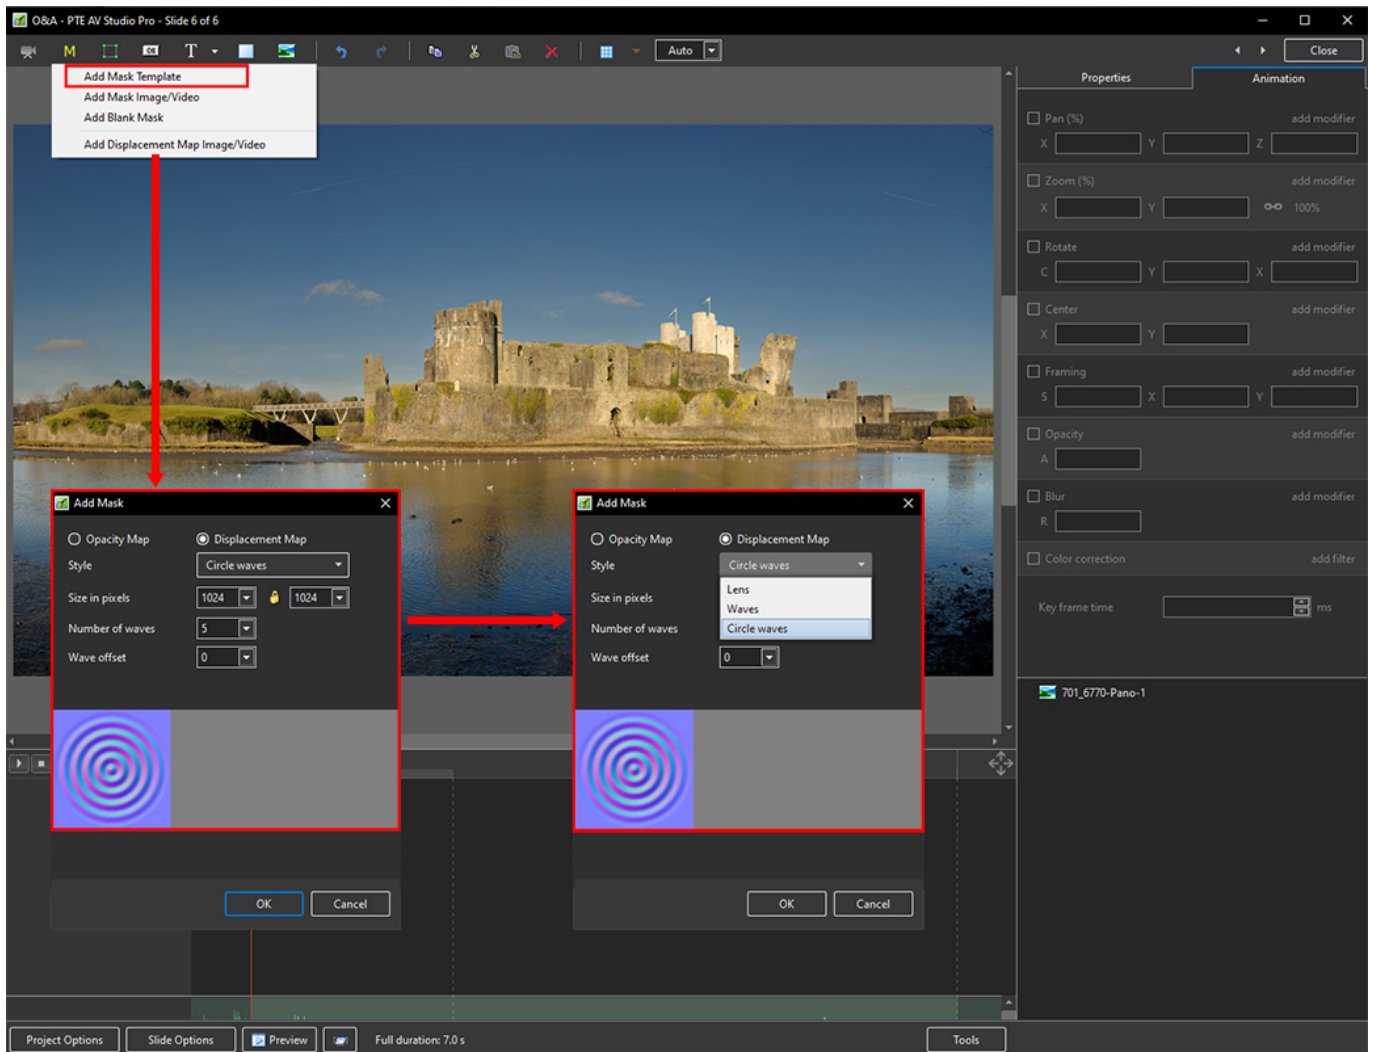 O&A - PTE AV Studio Pro - Slide 6 of 6
M OK T Auto Close
Add Mask Template
Add Mask Image/Video
Add Blank Mask
Add Displacement Map Image/Video
Properties Animation
Pan (%) add modifier
X Y Z
Zoom (%) add modifier
X Y 100%
Rotate add modifier
C Y X
Center add modifier
X Y
Framing add modifier
S X Y
Opacity add modifier
A
Blur add modifier
R
Color correction add filter
Key frame time ms
701_6770-Pano-1
Add Mask
Opacity Map Displacement Map
Style Circle waves
Size in pixels 1024 1024
Number of waves 5
Wave offset 0
OK Cancel
Add Mask
Opacity Map Displacement Map
Style Circle waves
Lens
Size in pixels
Waves
Number of waves Circle waves
Wave offset 0
OK Cancel
Project Options Slide Options Preview Full duration: 7.0 s Tools